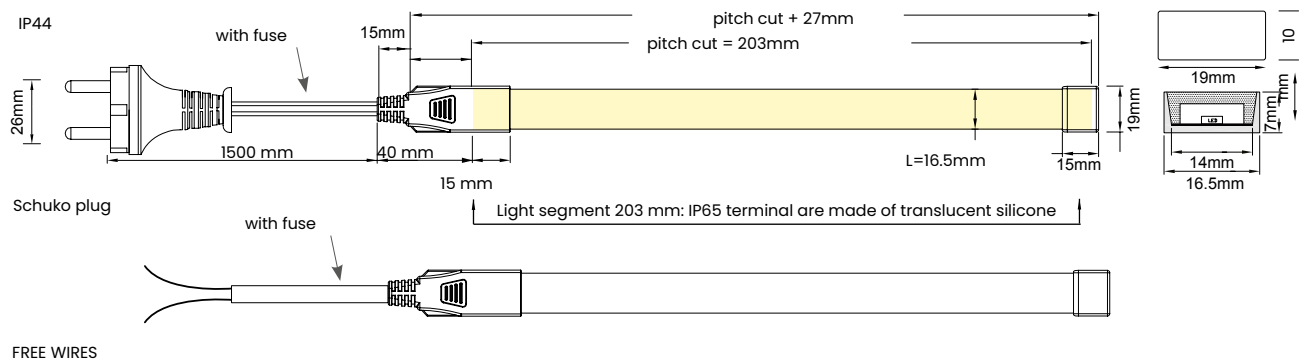 IP44
pitch cut + 27mm
with fuse
15mm
pitch cut = 203mm
10
mm
19mm
26mm
19mm
7mm
LED
1500 mm
40 mm
L=16.5mm
15mm
14mm
16.5mm
15 mm
Schuko plug
Light segment 203 mm: IP65 terminal are made of translucent silicone
with fuse
FREE WIRES